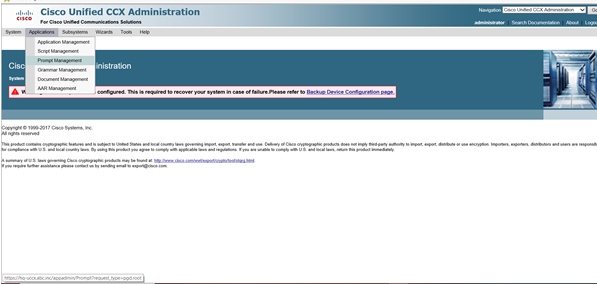 cisco
Cisco Unified CCX Administration
For Cisco Unified Communications Solutions
Navigation Cisco Unified CCX Administration Go
administrator | Search Documentation | About | Logou
System Applications Subsystems Wizards Tools Help
Application Management
Script Management
Prompt Management
Grammar Management
Document Management
AAR Management
Cisc inistration
System
W configured. This is required to recover your system in case of failure.Please refer to Backup Device Configuration page.
Copyright © 1999-2017 Cisco Systems, Inc.
All rights reserved
This product contains cryptographic features and is subject to United States and local country laws governing import, export, transfer and use. Delivery of Cisco cryptographic products does not imply third-party authority to import, export, distribute or use encryption. Importers, exporters, distributors and users are responsib
for compliance with U.S. and local country laws. By using this product you agree to comply with applicable laws and regulations. If you are unable to comply with U.S. and local laws, return this product immediately.
A summary of U.S. laws governing Cisco cryptographic products may be found at: http://www.cisco.com/wwl/export/crypto/tool/stqrg.html
If you require further assistance please contact us by sending email to export@cisco.com.
https://hq-uccx.abc.inc/appadmin/Prompt?request_type=pgd.root